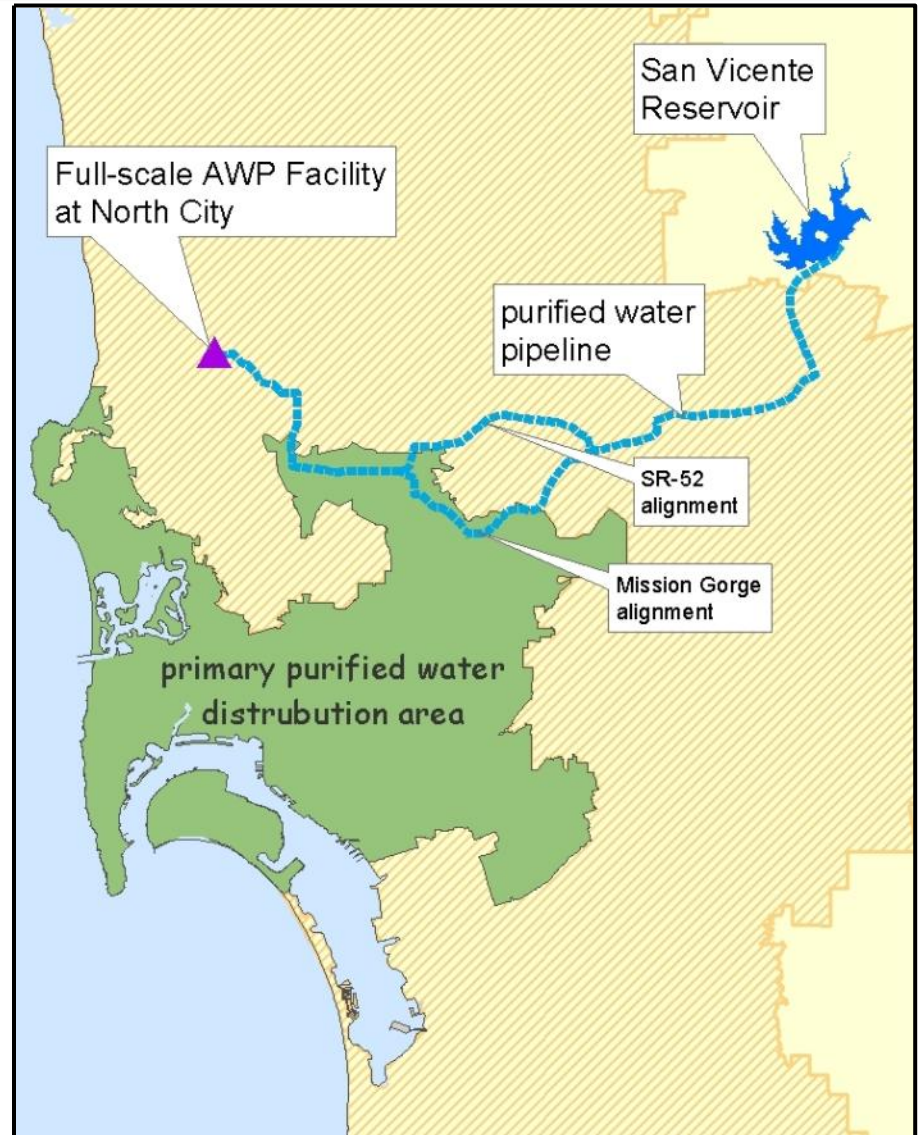 San Vicente
Reservoir
Full-scale AWP Facility
at North City
purified water
pipeline
SR-52
alignment
Mission Gorge
alignment
primary purified water
distrubution area